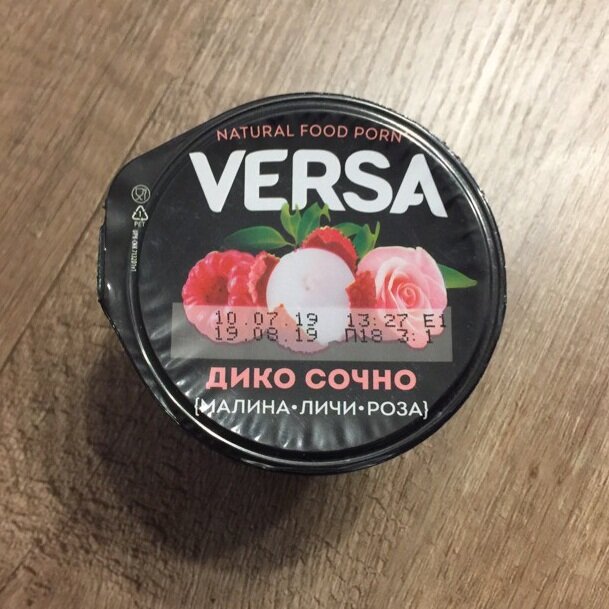 NATURAL FOOD PORN
VERSA
10.07.19 13:27 E1
19.08.19 П18 3:1
ДИКО СОЧНО
{МАЛИНА•ЛИЧИ•РОЗА}
PET